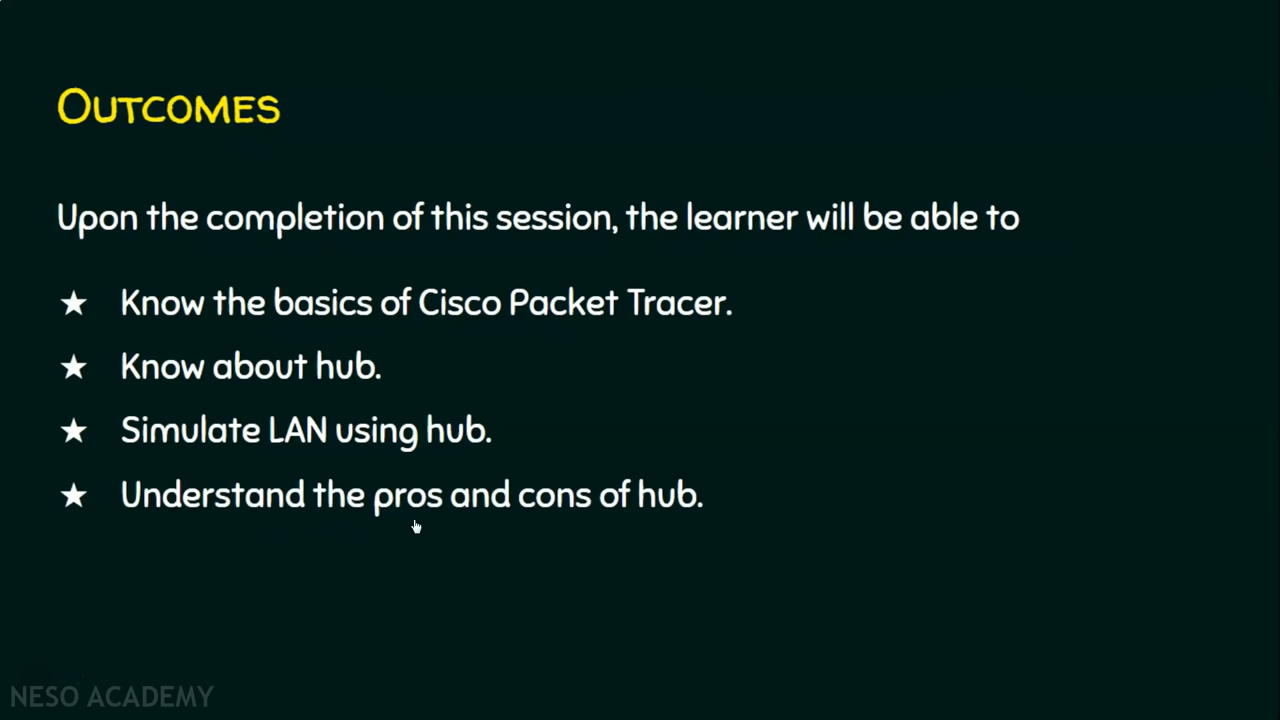 Outcomes
Upon the completion of this session, the learner will be able to
★ Know the basics of Cisco Packet Tracer.
★ Know about hub.
★ Simulate LAN using hub.
★ Understand the pros and cons of hub.
NESO ACADEMY